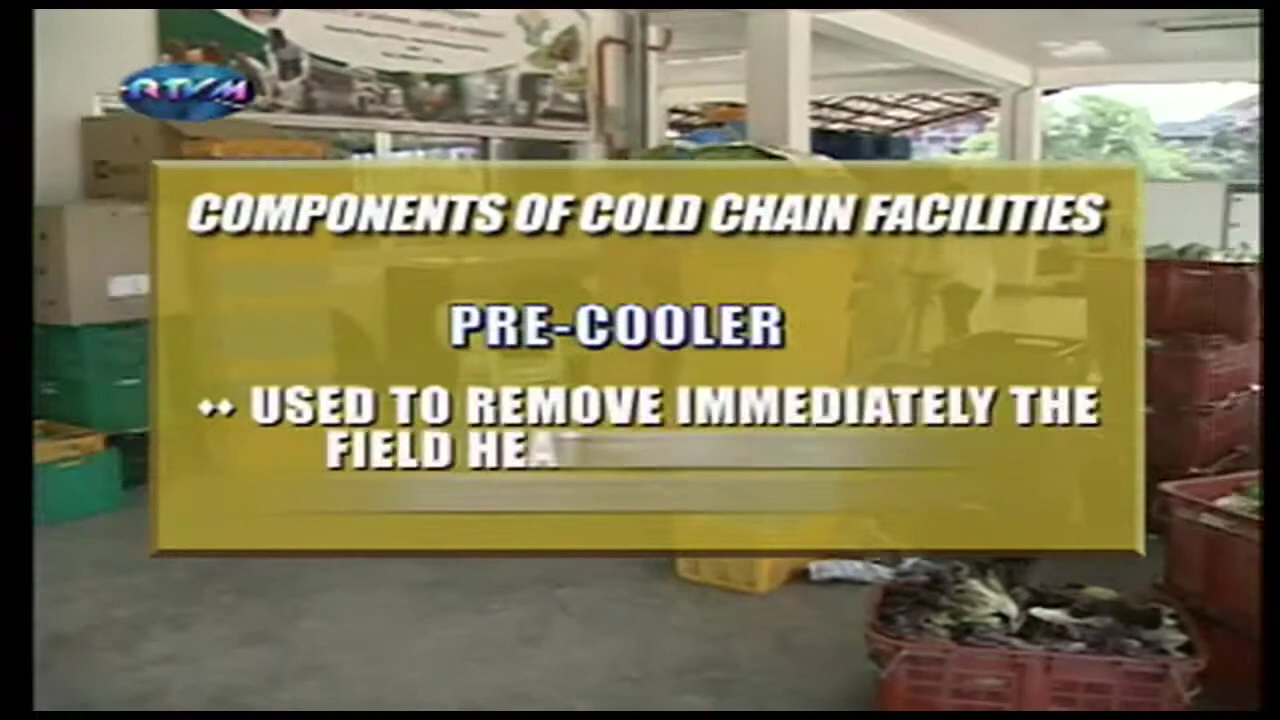 RTVM
COMPONENTS OF COLD CHAIN FACILITIES
PRE-COOLER
•• USED TO REMOVE IMMEDIATELY THE
FIELD HEA